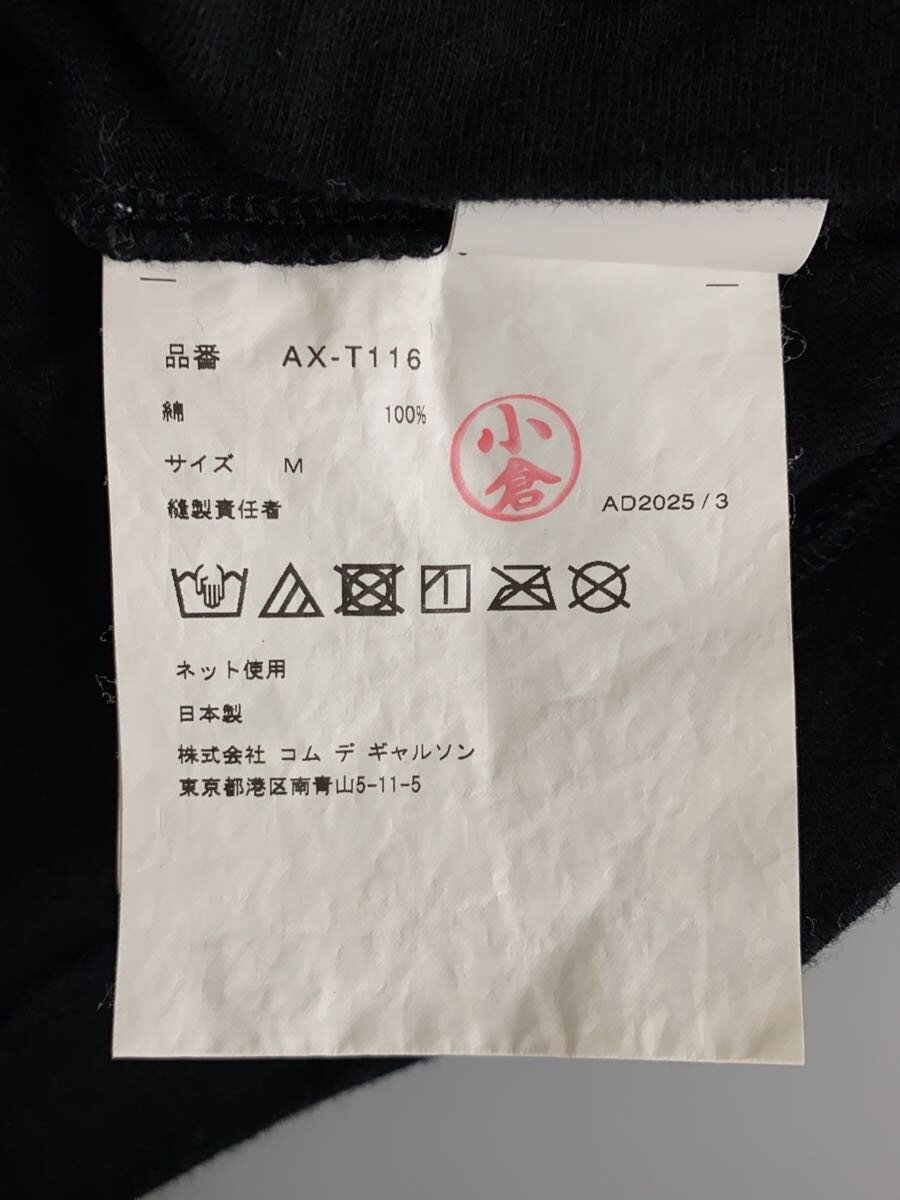 品番 AX-T116
綿 100%
サイズ M
小倉
縫製責任者
AD2025/3
ネット使用
日本製
株式会社 コム デ ギャルソン
東京都港区南青山5-11-5